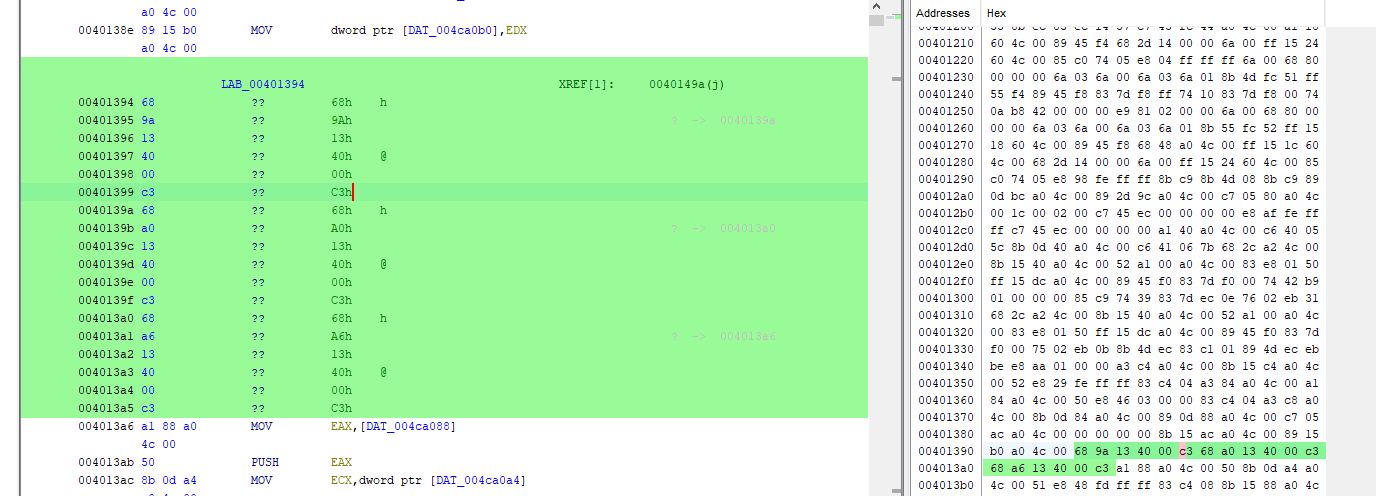 a0 4c 00
0040138e 89 15 b0 MOV dword ptr [DAT_004ca0b0],EDX
a0 4c 00
LAB_00401394 XREF[1]: 0040149a(j)
00401394 68 ?? 68h h
00401395 9a ?? 9Ah ? -> 0040139a
00401396 13 ?? 13h
00401397 40 ?? 40h @
00401398 00 ?? 00h
00401399 c3 ?? C3h
0040139a 68 ?? 68h h
0040139b a0 ?? A0h ? -> 004013a0
0040139c 13 ?? 13h
0040139d 40 ?? 40h @
0040139e 00 ?? 00h
0040139f c3 ?? C3h
004013a0 68 ?? 68h h
004013a1 a6 ?? A6h ? -> 004013a6
004013a2 13 ?? 13h
004013a3 40 ?? 40h @
004013a4 00 ?? 00h
004013a5 c3 ?? C3h
004013a6 a1 88 a0 MOV EAX,[DAT_004ca088]
4c 00
004013ab 50 PUSH EAX
004013ac 8b 0d a4 MOV ECX,dword ptr [DAT_004ca0a4]
Addresses Hex
00401210 60 4c 00 89 45 f4 68 2d 14 00 00 6a 00 ff 15 24
00401220 60 4c 00 85 c0 74 05 e8 04 ff ff ff 6a 00 68 80
00401230 00 00 00 6a 03 6a 00 6a 03 6a 01 8b 4d fc 51 ff
00401240 55 f4 89 45 f8 83 7d f8 ff 74 10 83 7d f8 00 74
00401250 0a b8 42 00 00 00 e9 81 02 00 00 6a 00 68 80 00
00401260 00 00 6a 03 6a 00 6a 03 6a 01 8b 55 fc 52 ff 15
00401270 18 60 4c 00 89 45 f8 68 48 a0 4c 00 ff 15 1c 60
00401280 4c 00 68 2d 14 00 00 6a 00 ff 15 24 60 4c 00 85
00401290 c0 74 05 e8 98 fe ff ff 8b c9 8b 4d 08 8b c9 89
004012a0 0d bc a0 4c 00 89 2d 9c a0 4c 00 c7 05 80 a0 4c
004012b0 00 1c 00 02 00 c7 45 ec 00 00 00 00 e8 af fe ff
004012c0 ff c7 45 ec 00 00 00 00 a1 40 a0 4c 00 c6 40 05
004012d0 5c 8b 0d 40 a0 4c 00 c6 41 06 7b 68 2c a2 4c 00
004012e0 8b 15 40 a0 4c 00 52 a1 00 a0 4c 00 83 e8 01 50
004012f0 ff 15 dc a0 4c 00 89 45 f0 83 7d f0 00 74 42 b9
00401300 01 00 00 00 85 c9 74 39 83 7d ec 0e 76 02 eb 31
00401310 68 2c a2 4c 00 8b 15 40 a0 4c 00 52 a1 00 a0 4c
00401320 00 83 e8 01 50 ff 15 dc a0 4c 00 89 45 f0 83 7d
00401330 f0 00 75 02 eb 0b 8b 4d ec 83 c1 01 89 4d ec eb
00401340 be e8 aa 01 00 00 a3 c4 a0 4c 00 8b 15 c4 a0 4c
00401350 00 52 e8 29 fe ff ff 83 c4 04 a3 84 a0 4c 00 a1
00401360 84 a0 4c 00 50 e8 46 03 00 00 83 c4 04 a3 c8 a0
00401370 4c 00 8b 0d 84 a0 4c 00 89 0d 88 a0 4c 00 c7 05
00401380 ac a0 4c 00 00 00 00 00 8b 15 ac a0 4c 00 89 15
00401390 b0 a0 4c 00 68 9a 13 40 00 c3 68 a0 13 40 00 c3
004013a0 68 a6 13 40 00 c3 a1 88 a0 4c 00 50 8b 0d a4 a0
004013b0 4c 00 51 e8 48 fd ff ff 83 c4 08 8b 15 88 a0 4c